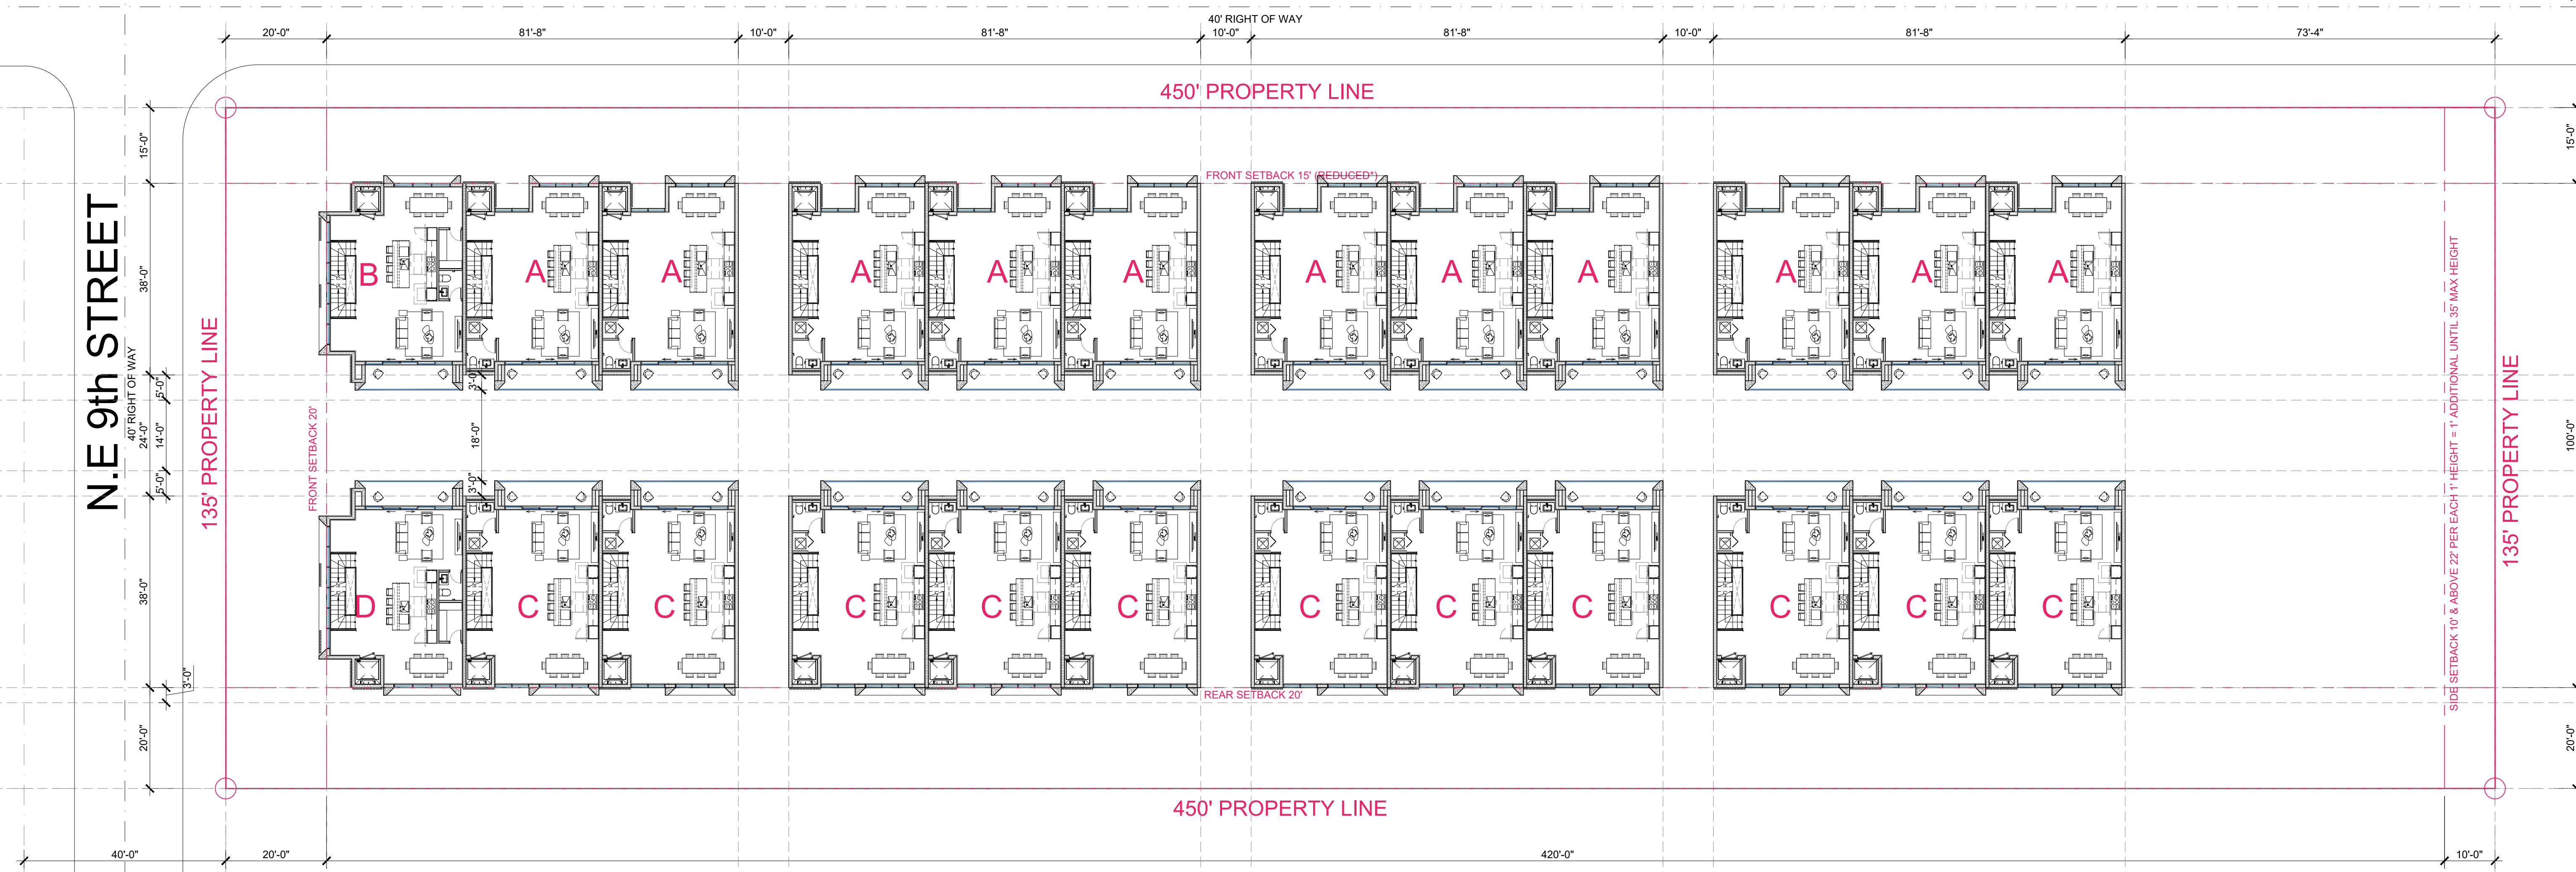 40' RIGHT OF WAY
20'-0"
81'-8"
10'-0"
81'-8"
10'-0"
81'-8"
10'-0"
81'-8"
73'-4"
450' PROPERTY LINE
15'-0"
15'-0"
FRONT SETBACK 15' (REDUCED*)
N.E 9th STREET
40' RIGHT OF WAY
38'-0"
B
A
A
A
A
A
A
A
A
A
A
A
135' PROPERTY LINE
135' PROPERTY LINE
SIDE SETBACK 10' & ABOVE 22' PER EACH 1' HEIGHT = 1' ADDITIONAL UNTIL 35' MAX HEIGHT
FRONT SETBACK 20'
5'-0"
3'-0"
24'-0"
14'-0"
18'-0"
100'-0"
5'-0"
3'-0"
38'-0"
D
C
C
C
C
C
C
C
C
C
C
C
3'-0"
REAR SETBACK 20'
20'-0"
20'-0"
450' PROPERTY LINE
40'-0"
20'-0"
420'-0"
10'-0"